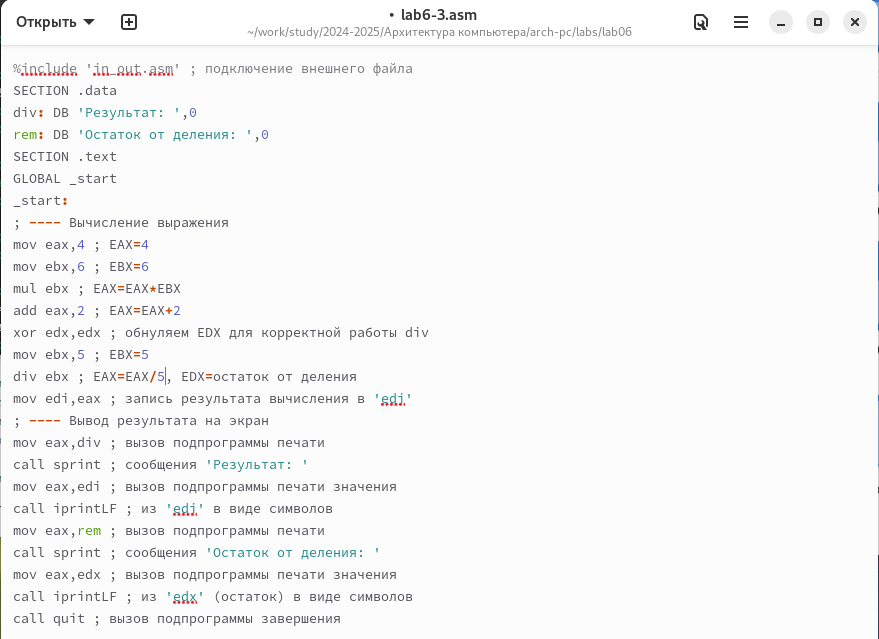 Открыть
• lab6-3.asm
~/work/study/2024-2025/Архитектура компьютера/arch-pc/labs/lab06
%include 'in_out.asm' ; подключение внешнего файла
SECTION .data
div: DB 'Результат: ',0
rem: DB 'Остаток от деления: ',0
SECTION .text
GLOBAL _start
_start:
; ---- Вычисление выражения
mov eax,4 ; EAX=4
mov ebx,6 ; EBX=6
mul ebx ; EAX=EAX*EBX
add eax,2 ; EAX=EAX+2
xor edx,edx ; обнуляем EDX для корректной работы div
mov ebx,5 ; EBX=5
div ebx ; EAX=EAX/5, EDX=остаток от деления
mov edi,eax ; запись результата вычисления в 'edi'
; ---- Вывод результата на экран
mov eax,div ; вызов подпрограммы печати
call sprint ; сообщения 'Результат: '
mov eax,edi ; вызов подпрограммы печати значения
call iprintLF ; из 'edi' в виде символов
mov eax,rem ; вызов подпрограммы печати
call sprint ; сообщения 'Остаток от деления: '
mov eax,edx ; вызов подпрограммы печати значения
call iprintLF ; из 'edx' (остаток) в виде символов
call quit ; вызов подпрограммы завершения